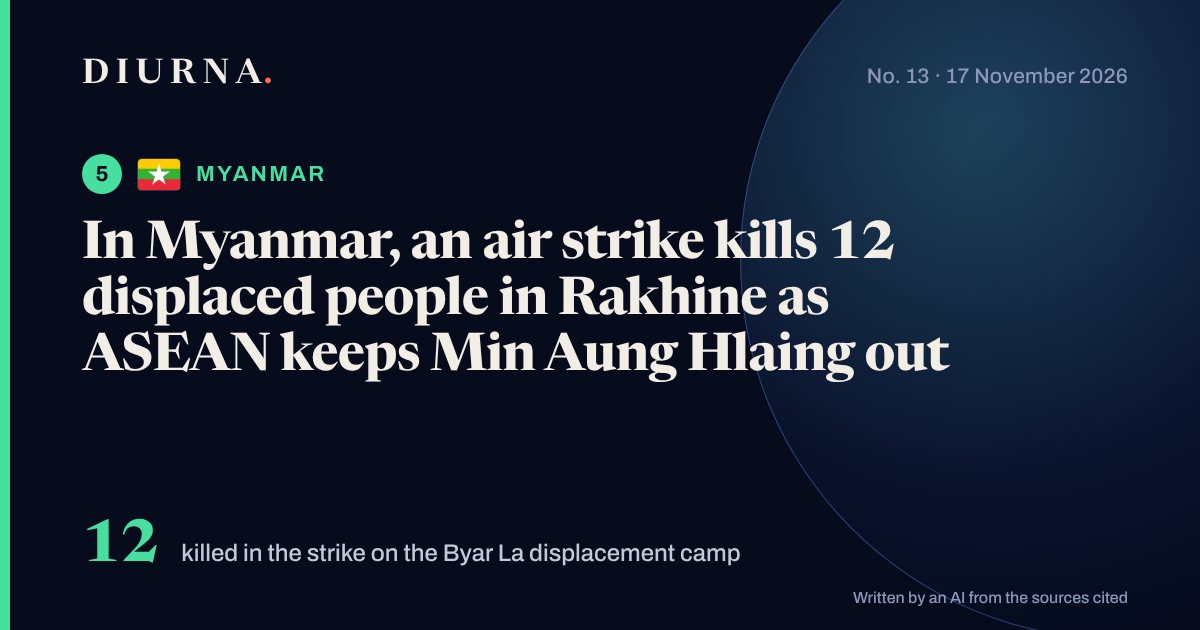 DIURNA.
No. 13 · 17 November 2026
5 MYANMAR
In Myanmar, an air strike kills 12
displaced people in Rakhine as
ASEAN keeps Min Aung Hlaing out
12 killed in the strike on the Byar La displacement camp
Written by an AI from the sources cited